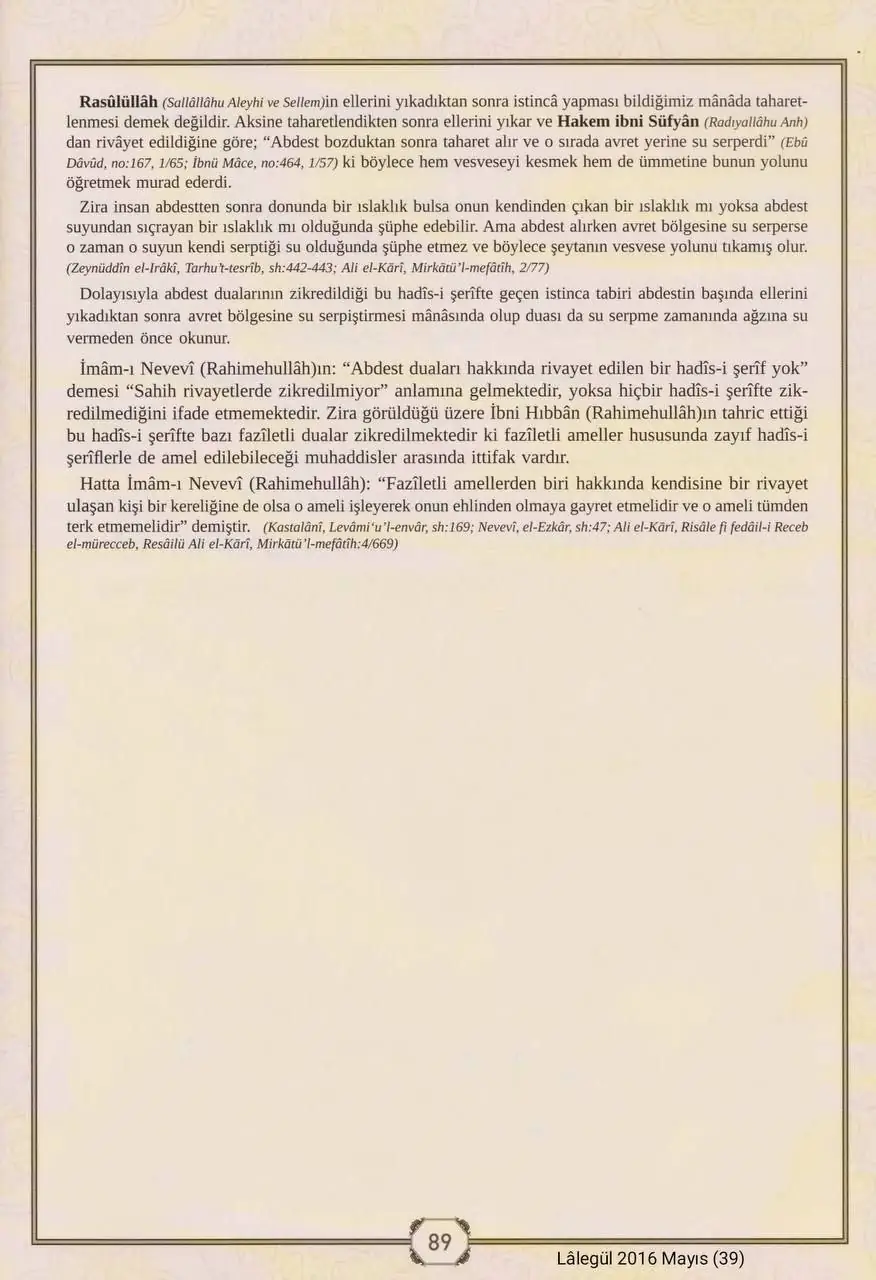 Rasûlüllâh (Sallâllâhu Aleyhi ve Sellem)in ellerini yıkadıktan sonra istincâ yapması bildiğimiz mânâda taharet-
lenmesi demek değildir. Aksine taharetlendikten sonra ellerini yıkar ve Hakem ibni Süfyân (Radıyallâhu Anh)
dan rivâyet edildiğine göre; “Abdest bozduktan sonra taharet alır ve o sırada avret yerine su serperdi” (Ebû
Dâvûd, no:167, 1/65; İbnü Mâce, no:464, 1/57) ki böylece hem vesveseyi kesmek hem de ümmetine bunun yolunu
öğretmek murad ederdi.
Zira insan abdestten sonra donunda bir ıslaklık bulsa onun kendinden çıkan bir ıslaklık mı yoksa abdest
suyundan sıçrayan bir ıslaklık mı olduğunda şüphe edebilir. Ama abdest alırken avret bölgesine su serperse
o zaman o suyun kendi serptiği su olduğunda şüphe etmez ve böylece şeytanın vesvese yolunu tıkamış olur.
(Zeynüddîn el-Irâkî, Tarhu't-tesrîb, sh:442-443; Ali el-Kārî, Mirkātü’l-mefâtîh, 2/77)
Dolayısıyla abdest dualarının zikredildiği bu hadîs-i şerîfte geçen istinca tabiri abdestin başında ellerini
yıkadıktan sonra avret bölgesine su serpiştirmesi mânâsında olup duası da su serpme zamanında ağzına su
vermeden önce okunur.
İmâm-ı Nevevî (Rahimehullâh)ın: “Abdest duaları hakkında rivayet edilen bir hadîs-i şerîf yok”
demesi “Sahih rivayetlerde zikredilmiyor” anlamına gelmektedir, yoksa hiçbir hadîs-i şerîfte zik-
redilmediğini ifade etmemektedir. Zira görüldüğü üzere İbni Hıbbân (Rahimehullâh)ın tahric ettiği
bu hadîs-i şerîfte bazı fazîletli dualar zikredilmektedir ki fazîletli ameller hususunda zayıf hadîs-i
şerîflerle de amel edilebileceği muhaddisler arasında ittifak vardır.
Hatta İmâm-ı Nevevî (Rahimehullâh): “Fazîletli amellerden biri hakkında kendisine bir rivayet
ulaşan kişi bir kereliğine de olsa o ameli işleyerek onun ehlinden olmaya gayret etmelidir ve o ameli tümden
terk etmemelidir” demiştir. (Kastalânî, Levâmi‘u’l-envâr, sh:169; Nevevî, el-Ezkâr, sh:47; Ali el-Kārî, Risâle fî fedâil-i Receb
el-mürecceb, Resâilü Ali el-Kārî, Mirkātü’l-mefâtîh:4/669)
89
Lâlegül 2016 Mayıs (39)